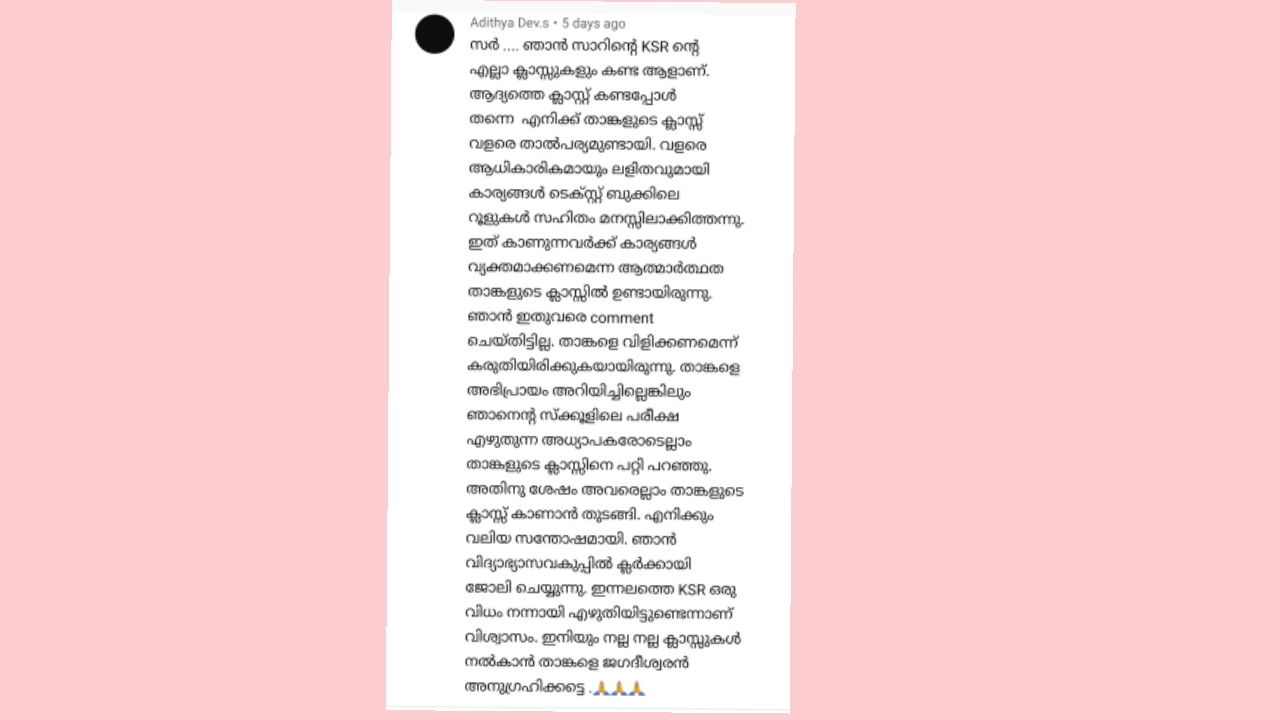 Adithya Dev.s • 5 days ago
സർ .... ഞാൻ സാറിന്റെ KSR ന്റെ
എല്ലാ ക്ലാസ്സുകളും കണ്ട ആളാണ്.
ആദ്യത്തെ ക്ലാസ്സ് കണ്ടപ്പോൾ
തന്നെ എനിക്ക് താങ്കളുടെ ക്ലാസ്സ്
വളരെ താൽപര്യമുണ്ടായി. വളരെ
ആധികാരികമായും ലളിതവുമായി
കാര്യങ്ങൾ ടെക്സ്റ്റ് ബുക്കിലെ
റൂളുകൾ സഹിതം മനസ്സിലാക്കിത്തന്നു.
ഇത് കാണുന്നവർക്ക് കാര്യങ്ങൾ
വ്യക്തമാക്കണമെന്ന ആത്മാർത്ഥത
താങ്കളുടെ ക്ലാസ്സിൽ ഉണ്ടായിരുന്നു.
ഞാൻ ഇതുവരെ comment
ചെയ്തിട്ടില്ല. താങ്കളെ വിളിക്കണമെന്ന്
കരുതിയിരിക്കുകയായിരുന്നു. താങ്കളെ
അഭിപ്രായം അറിയിച്ചില്ലെങ്കിലും
ഞാനെന്റ സ്ക്കൂളിലെ പരീക്ഷ
എഴുതുന്ന അധ്യാപകരോടെല്ലാം
താങ്കളുടെ ക്ലാസ്സിനെ പറ്റി പറഞ്ഞു.
അതിനു ശേഷം അവരെല്ലാം താങ്കളുടെ
ക്ലാസ്സ് കാണാൻ തുടങ്ങി. എനിക്കും
വലിയ സന്തോഷമായി. ഞാൻ
വിദ്യാഭ്യാസവകുപ്പിൽ ക്ലർക്കായി
ജോലി ചെയ്യുന്നു. ഇന്നലത്തെ KSR ഒരു
വിധം നന്നായി എഴുതിയിട്ടുണ്ടെന്നാണ്
വിശ്വാസം. ഇനിയും നല്ല നല്ല ക്ലാസ്സുകൾ
നൽകാൻ താങ്കളെ ജഗദീശ്വരൻ
അനുഗ്രഹിക്കട്ടെ .🙏🙏🙏